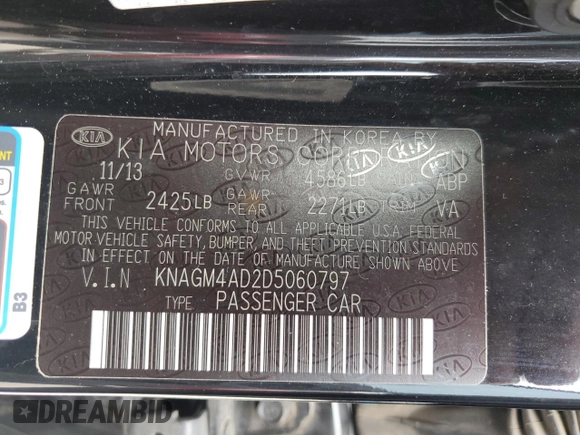 MANUFACTURED IN KOREA BY
KIA KIA MOTORS
11/13 GVWR 4586LB ABP
GAWR GAWR
FRONT 2425LB REAR 2271LB TRIM VA
THIS VEHICLE CONFORMS TO ALL APPLICABLE U.S.A FEDERAL
MOTOR VEHICLE SAFETY, BUMPER, AND THEFT PREVENTION STANDARDS
IN EFFECT ON THE DATE OF MANUFACTURE SHOWN ABOVE
V.I.N KNAGM4AD2D5060797
TYPE PASSENGER CAR
B3
DREAMBID